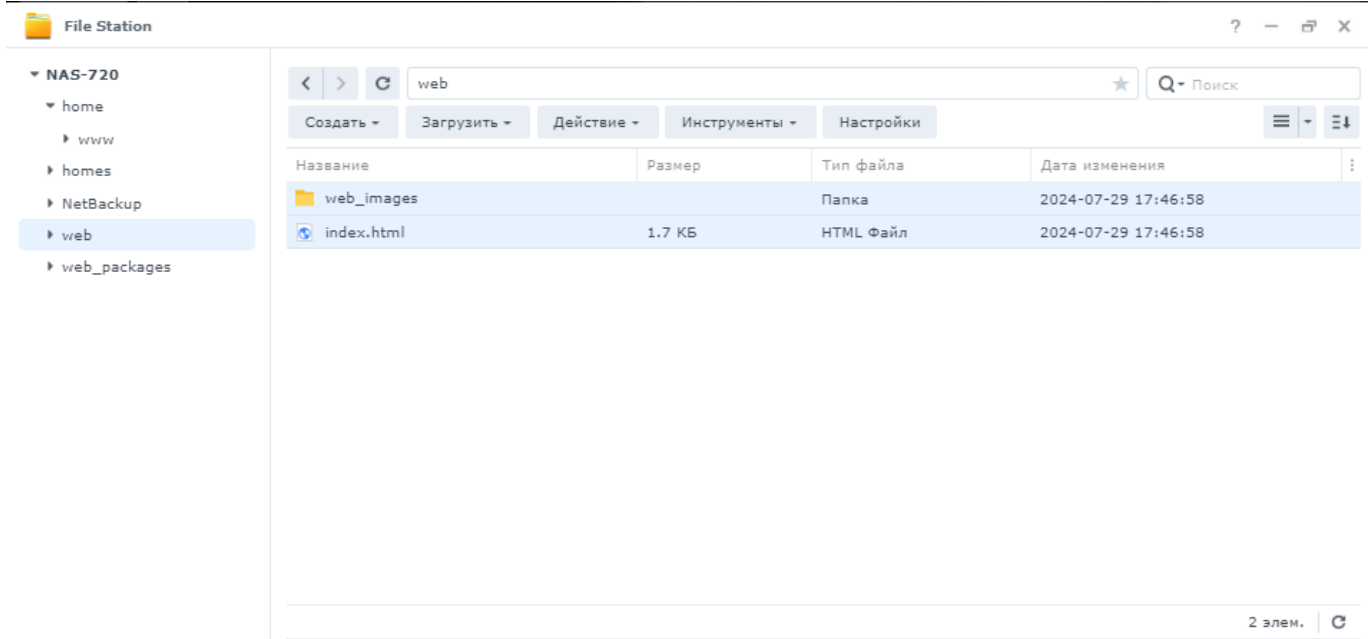 File Station
NAS-720
home
www
homes
NetBackup
web
web_packages
web
Поиск
Создать Загрузить Действие Инструменты Настройки
Название Размер Тип файла Дата изменения
web_images Папка 2024-07-29 17:46:58
index.html 1.7 КБ HTML Файл 2024-07-29 17:46:58
2 элем.